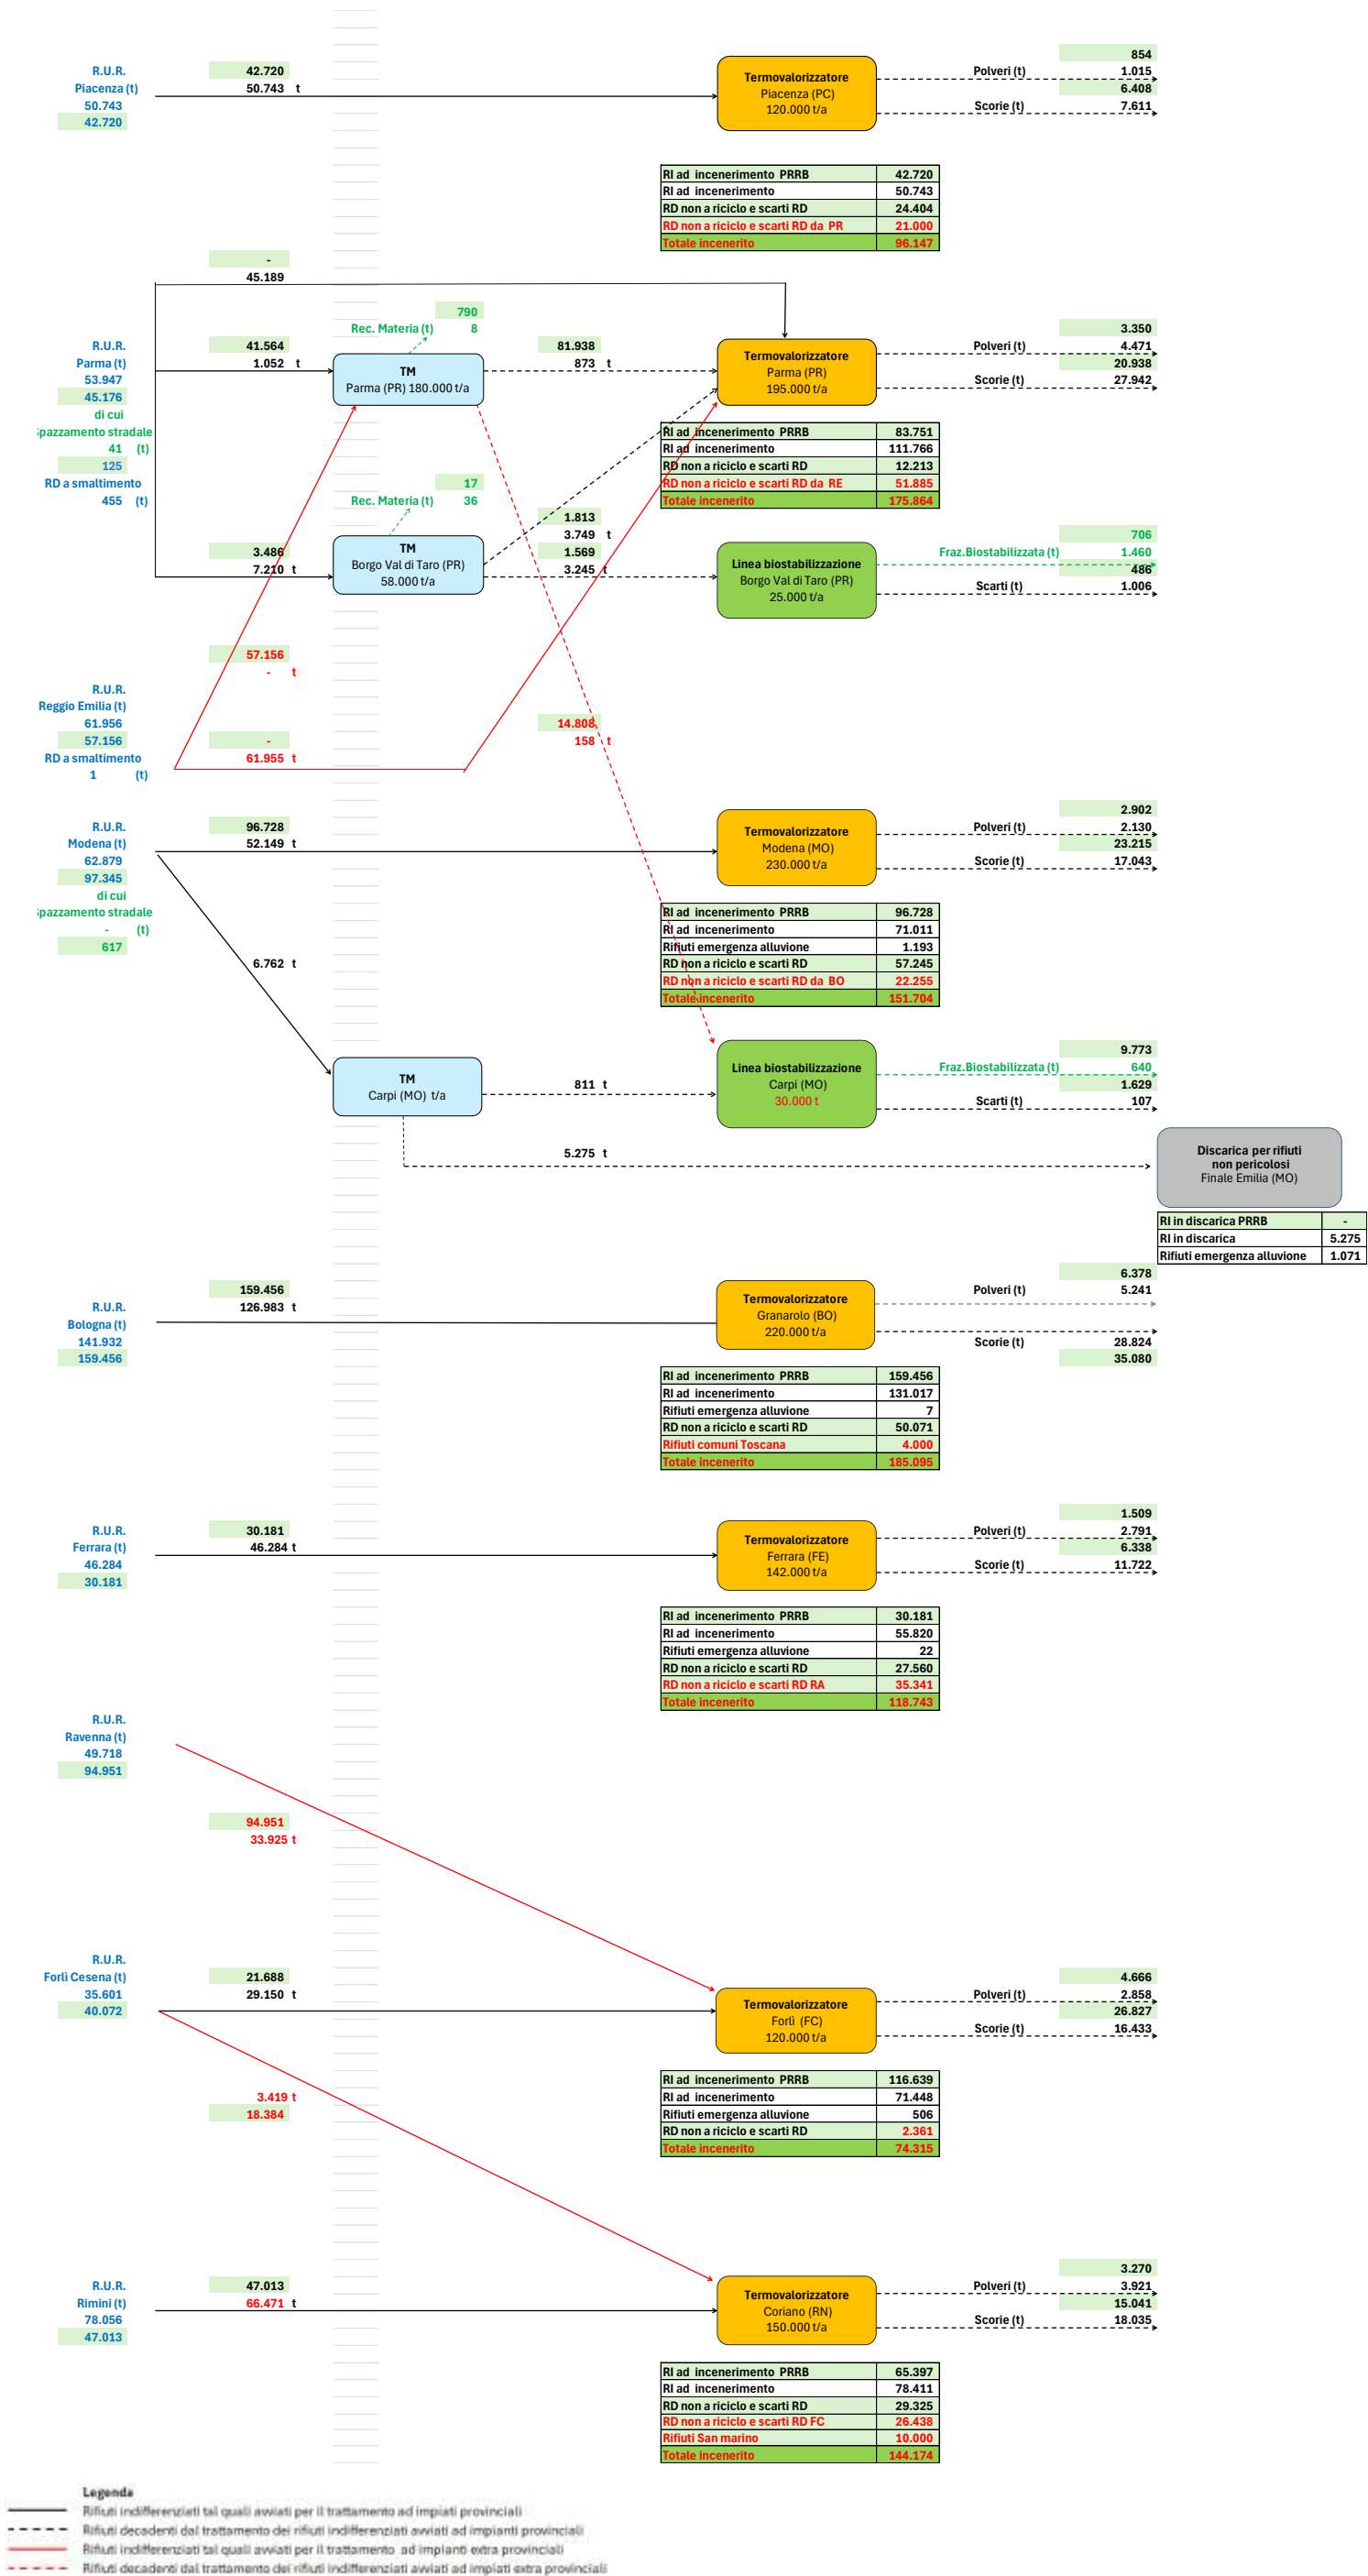 R.U.R.
Piacenza (t)
50.743
42.720
42.720
50.743 t
Termovalorizzatore
Piacenza (PC)
120.000 t/a
854
Polveri (t) 1.015
6.408
Scorie (t) 7.611
RI ad incenerimento PRRB 42.720
RI ad incenerimento 50.743
RD non a riciclo e scarti RD 24.404
RD non a riciclo e scarti RD da PR 21.000
Totale incenerito 96.147
-
45.189
R.U.R.
Parma (t)
53.947
45.176
di cui
pazzamento stradale
41 (t)
125
RD a smaltimento
455 (t)
41.564
1.052 t
790
Rec. Materia (t) 8
TM
Parma (PR) 180.000 t/a
81.938
873 t
Termovalorizzatore
Parma (PR)
195.000 t/a
3.350
Polveri (t) 4.471
20.938
Scorie (t) 27.942
RI ad incenerimento PRRB 83.751
RI ad incenerimento 111.766
RD non a riciclo e scarti RD 12.213
RD non a riciclo e scarti RD da RE 51.885
Totale incenerito 175.864
17
Rec. Materia (t) 36
3.486
7.210 t
TM
Borgo Val di Taro (PR)
58.000 t/a
1.813
3.749 t
1.569
3.245 t
Linea biostabilizzazione
Borgo Val di Taro (PR)
25.000 t/a
706
Fraz.Biostabilizzata (t) 1.460
486
Scarti (t) 1.006
57.156
- t
R.U.R.
Reggio Emilia (t)
61.956
57.156
RD a smaltimento
1 (t)
-
61.955 t
14.808
158 t
R.U.R.
Modena (t)
62.879
97.345
di cui
pazzamento stradale
- (t)
617
96.728
52.149 t
6.762 t
Termovalorizzatore
Modena (MO)
230.000 t/a
2.902
Polveri (t) 2.130
23.215
Scorie (t) 17.043
RI ad incenerimento PRRB 96.728
RI ad incenerimento 71.011
Rifiuti emergenza alluvione 1.193
RD non a riciclo e scarti RD 57.245
RD non a riciclo e scarti RD da BO 22.255
Totale incenerito 151.704
TM
Carpi (MO) t/a
811 t
5.275 t
Linea biostabilizzazione
Carpi (MO)
30.000 t
9.773
Fraz.Biostabilizzata (t) 640
1.629
Scarti (t) 107
Discarica per rifiuti
non pericolosi
Finale Emilia (MO)
RI in discarica PRRB -
RI in discarica 5.275
Rifiuti emergenza alluvione 1.071
R.U.R.
Bologna (t)
141.932
159.456
159.456
126.983 t
Termovalorizzatore
Granarolo (BO)
220.000 t/a
6.378
Polveri (t) 5.241
Scorie (t) 28.824
35.080
RI ad incenerimento PRRB 159.456
RI ad incenerimento 131.017
Rifiuti emergenza alluvione 7
RD non a riciclo e scarti RD 50.071
Rifiuti comuni Toscana 4.000
Totale incenerito 185.095
R.U.R.
Ferrara (t)
46.284
30.181
30.181
46.284 t
Termovalorizzatore
Ferrara (FE)
142.000 t/a
1.509
Polveri (t) 2.791
6.338
Scorie (t) 11.722
RI ad incenerimento PRRB 30.181
RI ad incenerimento 55.820
Rifiuti emergenza alluvione 22
RD non a riciclo e scarti RD 27.560
RD non a riciclo e scarti RD RA 35.341
Totale incenerito 118.743
R.U.R.
Ravenna (t)
49.718
94.951
94.951
33.925 t
R.U.R.
Forlì Cesena (t)
35.601
40.072
21.688
29.150 t
3.419 t
18.384
Termovalorizzatore
Forlì (FC)
120.000 t/a
4.666
Polveri (t) 2.858
26.827
Scorie (t) 16.433
RI ad incenerimento PRRB 116.639
RI ad incenerimento 71.448
Rifiuti emergenza alluvione 506
RD non a riciclo e scarti RD 2.361
Totale incenerito 74.315
R.U.R.
Rimini (t)
78.056
47.013
47.013
66.471 t
Termovalorizzatore
Coriano (RN)
150.000 t/a
3.270
Polveri (t) 3.921
15.041
Scorie (t) 18.035
RI ad incenerimento PRRB 65.397
RI ad incenerimento 78.411
RD non a riciclo e scarti RD 29.325
RD non a riciclo e scarti RD FC 26.438
Rifiuti San marino 10.000
Totale incenerito 144.174
Legenda
Rifiuti indifferenziati tal quali avviati per il trattamento ad impiati provinciali
Rifiuti decadenti dal trattamento dei rifiuti indifferenziati avviati ad impianti provinciali
Rifiuti indifferenziati tal quali avviati per il trattamento ad impianti extra provinciali
Rifiuti decadenti dal trattamento dei rifiuti indifferenziati avviati ad impiati extra provinciali